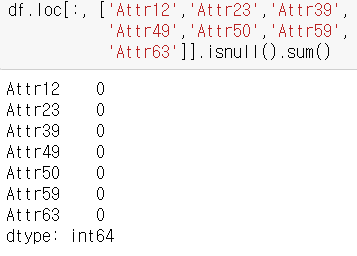 df.loc[:, ['Attr12','Attr23','Attr39',
'Attr49','Attr50','Attr59',
'Attr63']].isnull().sum()
Attr12    0
Attr23    0
Attr39    0
Attr49    0
Attr50    0
Attr59    0
Attr63    0
dtype: int64